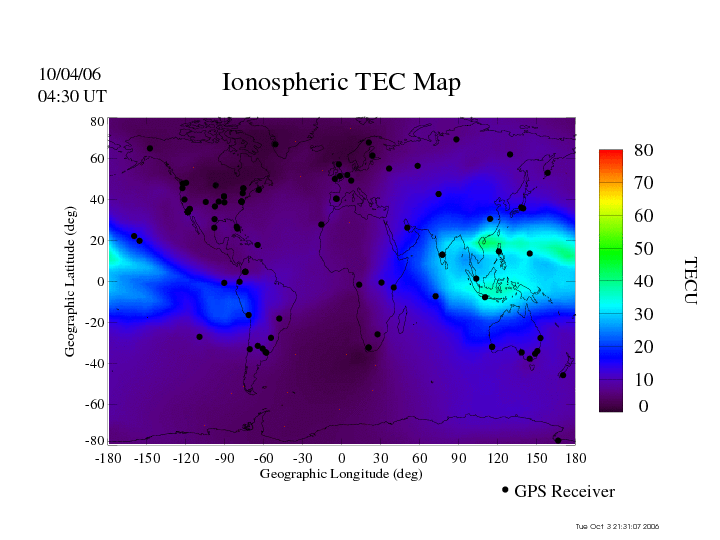 10/04/06
04:30 UT
Ionospheric TEC Map
80
60
40
20
0
-20
-40
-60
-80
Geographic Latitude (deg)
-180 -150 -120 -90 -60 -30 0 30 60 90 120 150 180
Geographic Longitude (deg)
80
70
60
50
40
30
20
10
0
TECU
GPS Receiver
Tue Oct 3 21:31:07 2006